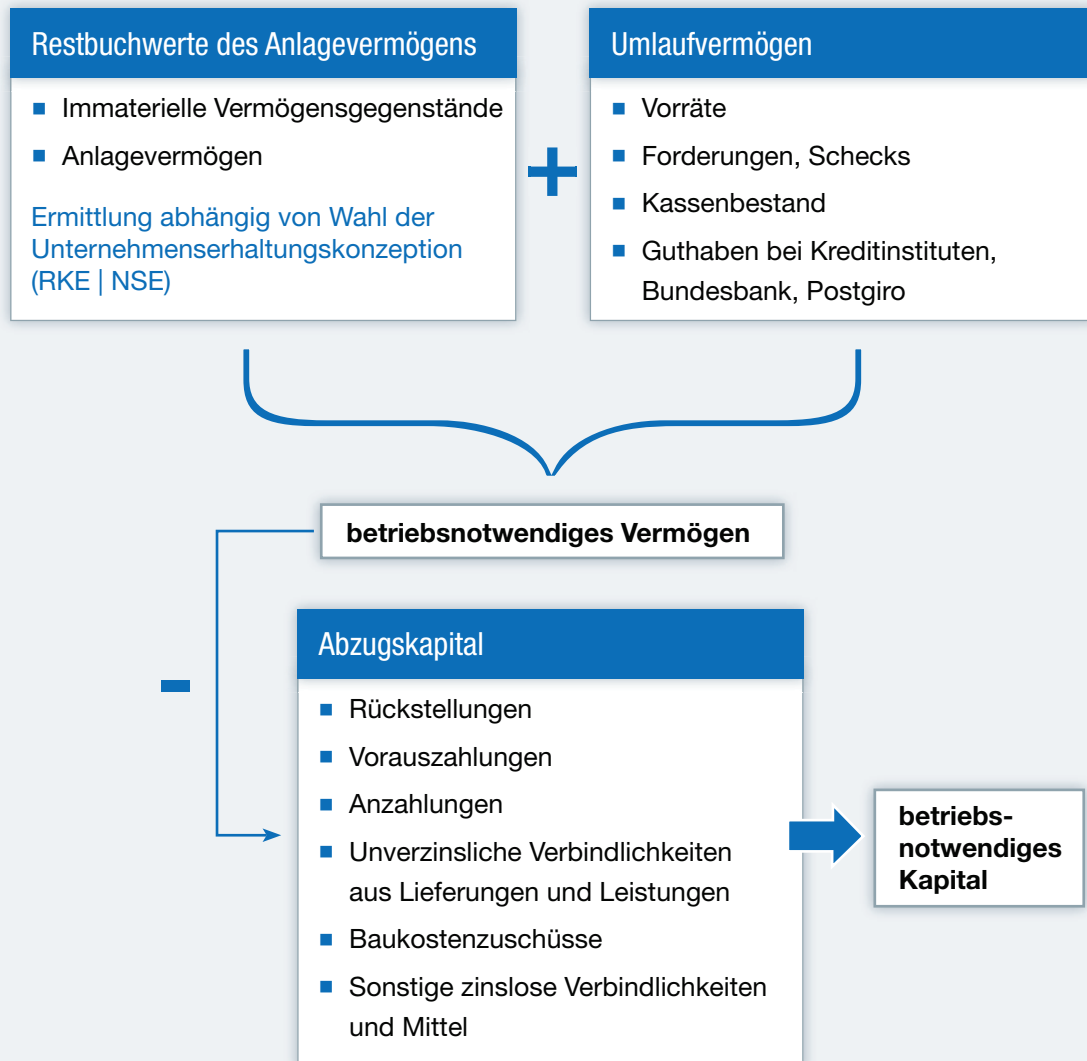 Restbuchwerte des Anlagevermögens
■ Immaterielle Vermögensgegenstände
■ Anlagevermögen
Ermittlung abhängig von Wahl der
Unternehmenserhaltungskonzeption
(RKE | NSE)
+
Umlaufvermögen
■ Vorräte
■ Forderungen, Schecks
■ Kassenbestand
■ Guthaben bei Kreditinstituten,
Bundesbank, Postgiro
betriebsnotwendiges Vermögen
-
Abzugskapital
■ Rückstellungen
■ Vorauszahlungen
■ Anzahlungen
■ Unverzinsliche Verbindlichkeiten
aus Lieferungen und Leistungen
■ Baukostenzuschüsse
■ Sonstige zinslose Verbindlichkeiten
und Mittel
betriebs-
notwendiges
Kapital